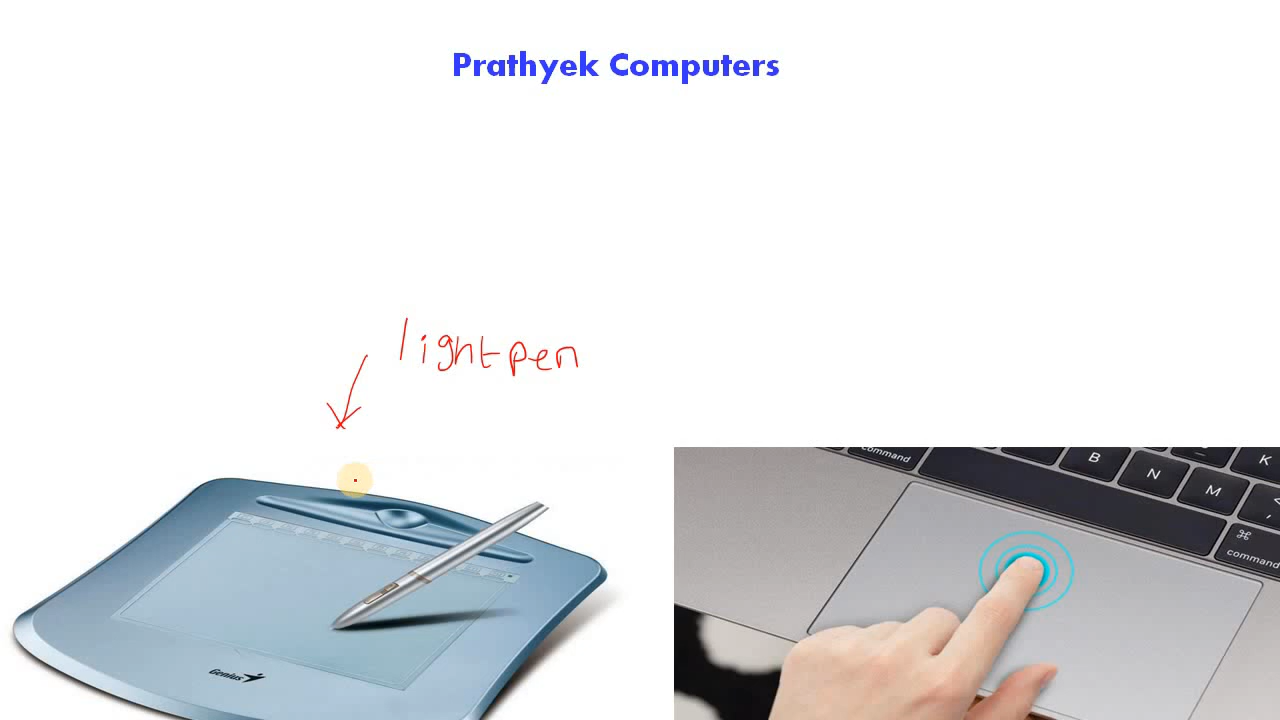 Prathyek Computers
lightpen
Genius
command
B
N
M
K
⌘
command